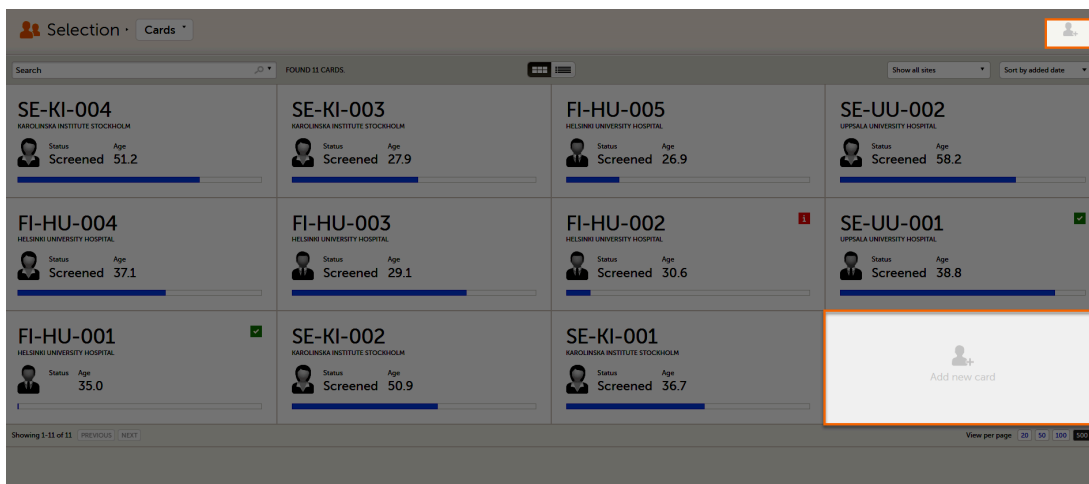 Selection · Cards
Search
FOUND 11 CARDS.
Show all sites
Sort by added date
SE-KI-004
KAROLINSKA INSTITUTE STOCKHOLM
Status Age
Screened 51.2
SE-KI-003
KAROLINSKA INSTITUTE STOCKHOLM
Status Age
Screened 27.9
FI-HU-005
HELSINKI UNIVERSITY HOSPITAL
Status Age
Screened 26.9
SE-UU-002
UPPSALA UNIVERSITY HOSPITAL
Status Age
Screened 58.2
FI-HU-004
HELSINKI UNIVERSITY HOSPITAL
Status Age
Screened 37.1
FI-HU-003
HELSINKI UNIVERSITY HOSPITAL
Status Age
Screened 29.1
FI-HU-002
HELSINKI UNIVERSITY HOSPITAL
Status Age
Screened 30.6
SE-UU-001
UPPSALA UNIVERSITY HOSPITAL
Status Age
Screened 38.8
FI-HU-001
HELSINKI UNIVERSITY HOSPITAL
Status Age
35.0
SE-KI-002
KAROLINSKA INSTITUTE STOCKHOLM
Status Age
Screened 50.9
SE-KI-001
KAROLINSKA INSTITUTE STOCKHOLM
Status Age
Screened 36.7
Add new card
Showing 1-11 of 11 PREVIOUS NEXT
View per page 20 50 100 500